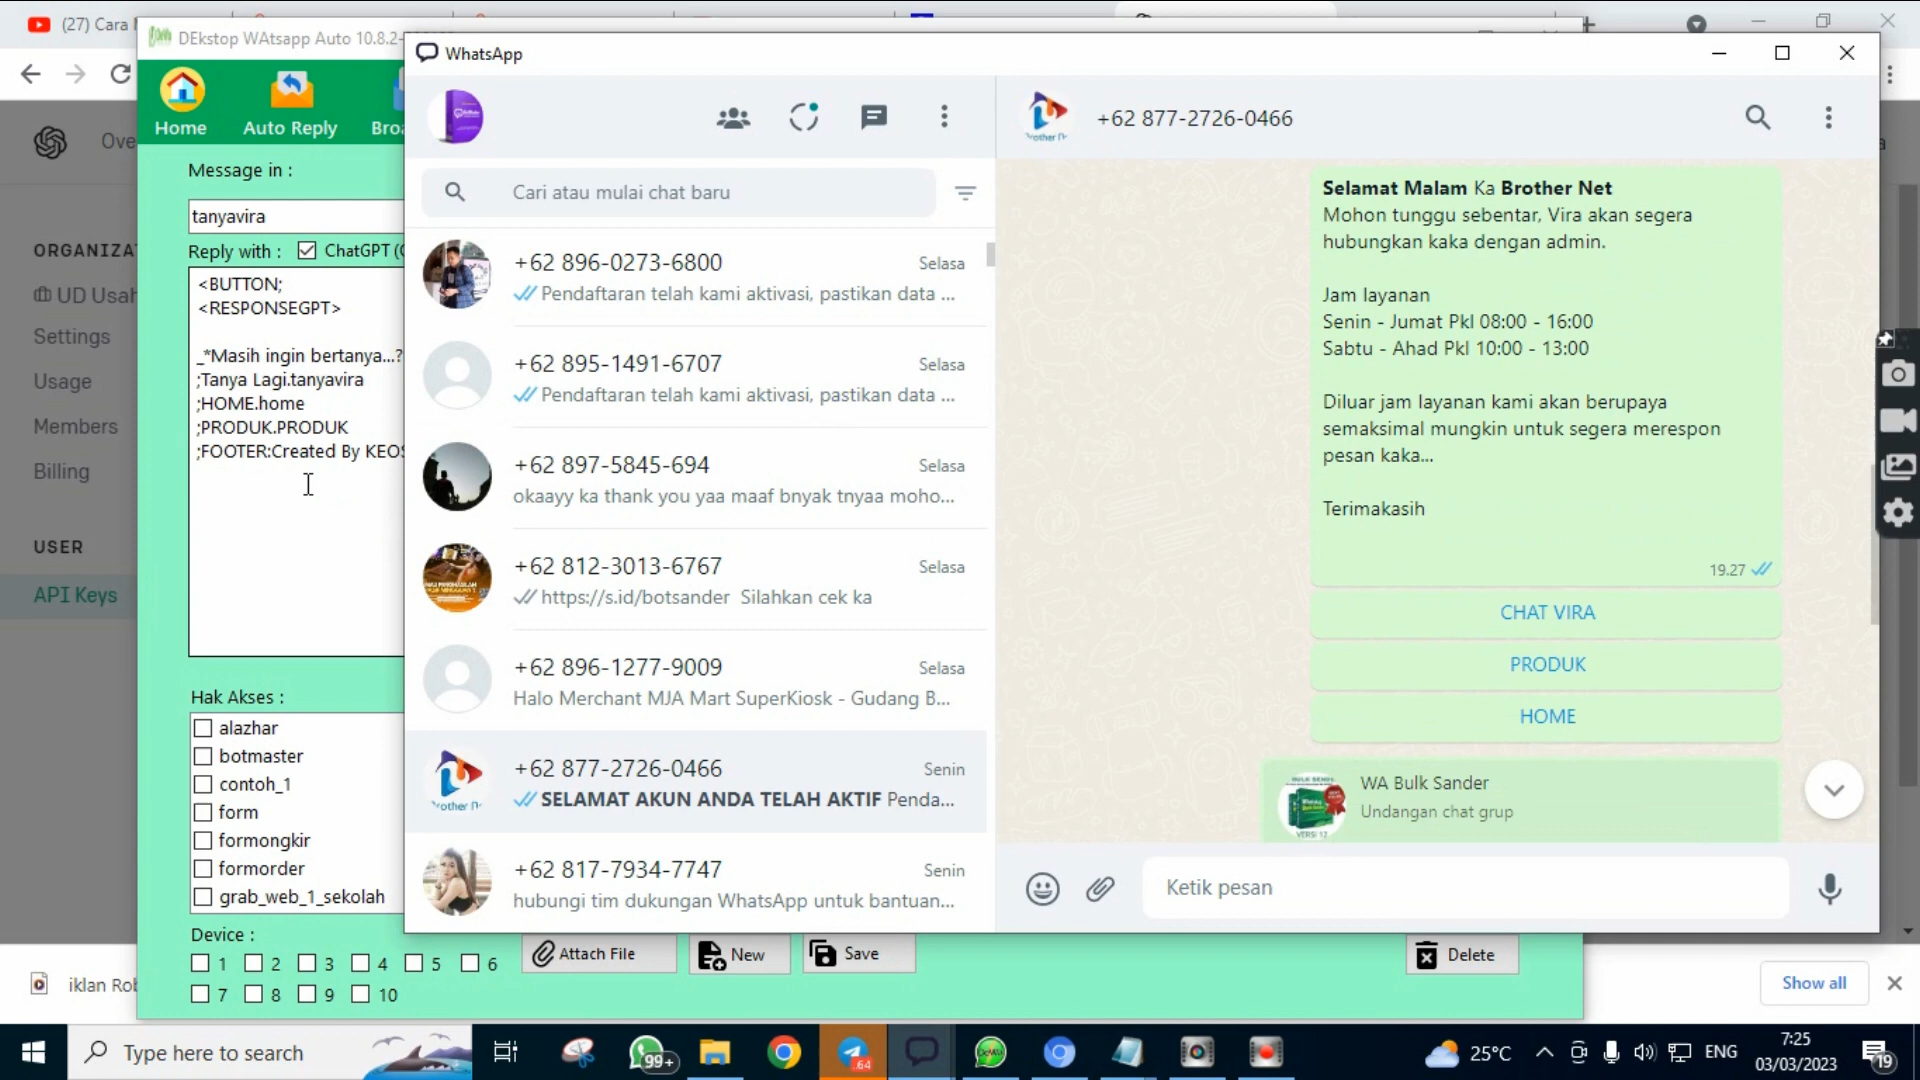 (27) Cara
DEkstop WAtsapp Auto 10.8.2-
WhatsApp
Home
Auto Reply
Message in :
tanyavira
Reply with :
ChatGPT
<BUTTON;
<RESPONSEGPT>
_*Masih ingin bertanya...?
;Tanya Lagi.tanyavira
;HOME.home
;PRODUK.PRODUK
;FOOTER:Created By KEOS
Hak Akses :
alazhar
botmaster
contoh_1
form
formongkir
formorder
grab_web_1_sekolah
Device :
1 2 3 4 5 6
7 8 9 10
Attach File
New
Save
Delete
Settings
Usage
Members
Billing
USER
API Keys
Cari atau mulai chat baru
+62 896-0273-6800
Selasa
Pendaftaran telah kami aktivasi, pastikan data ...
+62 895-1491-6707
Selasa
Pendaftaran telah kami aktivasi, pastikan data ...
+62 897-5845-694
Selasa
okaayy ka thank you yaa maaf bnyak tnyaa moho...
+62 812-3013-6767
Selasa
https://s.id/botsander Silahkan cek ka
+62 896-1277-9009
Selasa
Halo Merchant MJA Mart SuperKiosk - Gudang B...
+62 877-2726-0466
Senin
SELAMAT AKUN ANDA TELAH AKTIF Penda...
+62 817-7934-7747
Senin
hubungi tim dukungan WhatsApp untuk bantuan...
+62 877-2726-0466
Selamat Malam Ka Brother Net
Mohon tunggu sebentar, Vira akan segera
hubungkan kaka dengan admin.
Jam layanan
Senin - Jumat Pkl 08:00 - 16:00
Sabtu - Ahad Pkl 10:00 - 13:00
Diluar jam layanan kami akan berupaya
semaksimal mungkin untuk segera merespon
pesan kaka...
Terimakasih
19.27
CHAT VIRA
PRODUK
HOME
WA Bulk Sander
Undangan chat grup
Ketik pesan
Show all
Type here to search
99+
64
25°C
ENG
7:25
03/03/2023
19